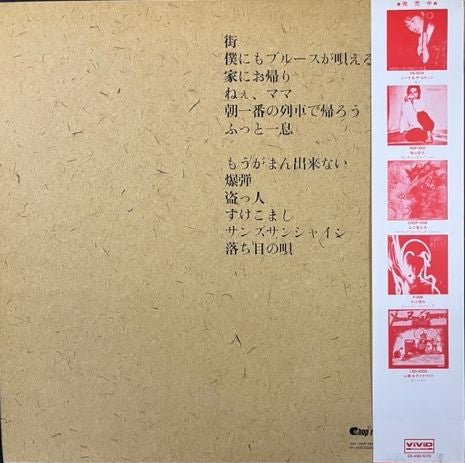 街
僕にもブルースが唄える
家にお帰り
ねぇ、ママ
朝一番の列車で帰ろう
ふっと一息
もうがまん出来ない
爆弾
盗っ人
すけこまし
サンズサンシャイン
落ち目の唄
★発売中★
Chop
VIVID